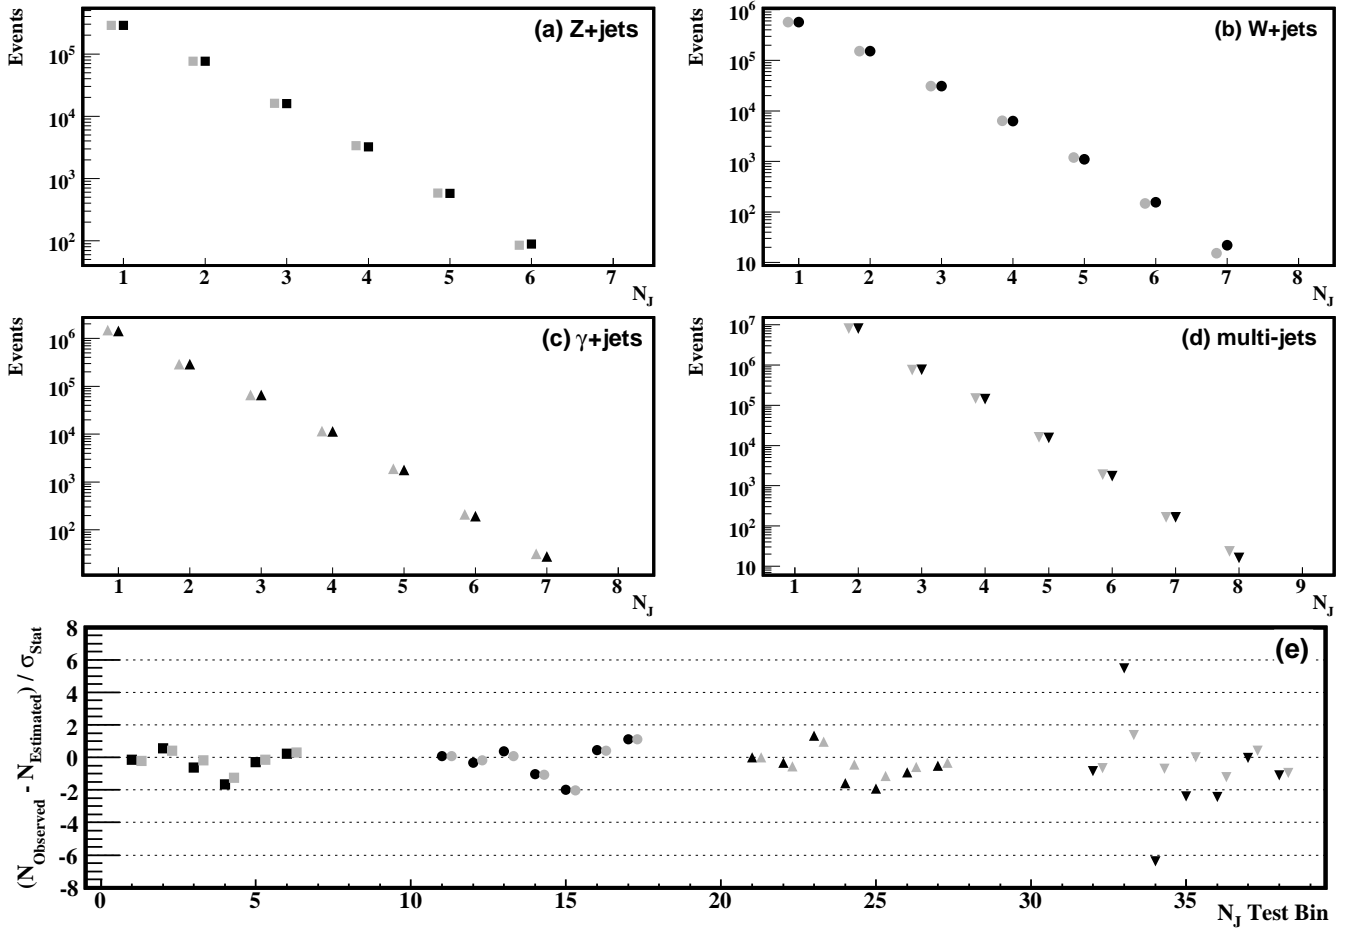 Events
(a) Z+jets
10^5
10^4
10^3
10^2
1 2 3 4 5 6 7
N_J
Events
(b) W+jets
10^6
10^5
10^4
10^3
10^2
10
1 2 3 4 5 6 7 8
N_J
Events
(c) γ+jets
10^6
10^5
10^4
10^3
10^2
1 2 3 4 5 6 7 8
N_J
Events
(d) multi-jets
10^7
10^6
10^5
10^4
10^3
10^2
10
1 2 3 4 5 6 7 8 9
N_J
(N_Observed - N_Estimated) / σ_Stat
(e)
8
6
4
2
0
-2
-4
-6
-8
0 5 10 15 20 25 30 35
N_J Test Bin